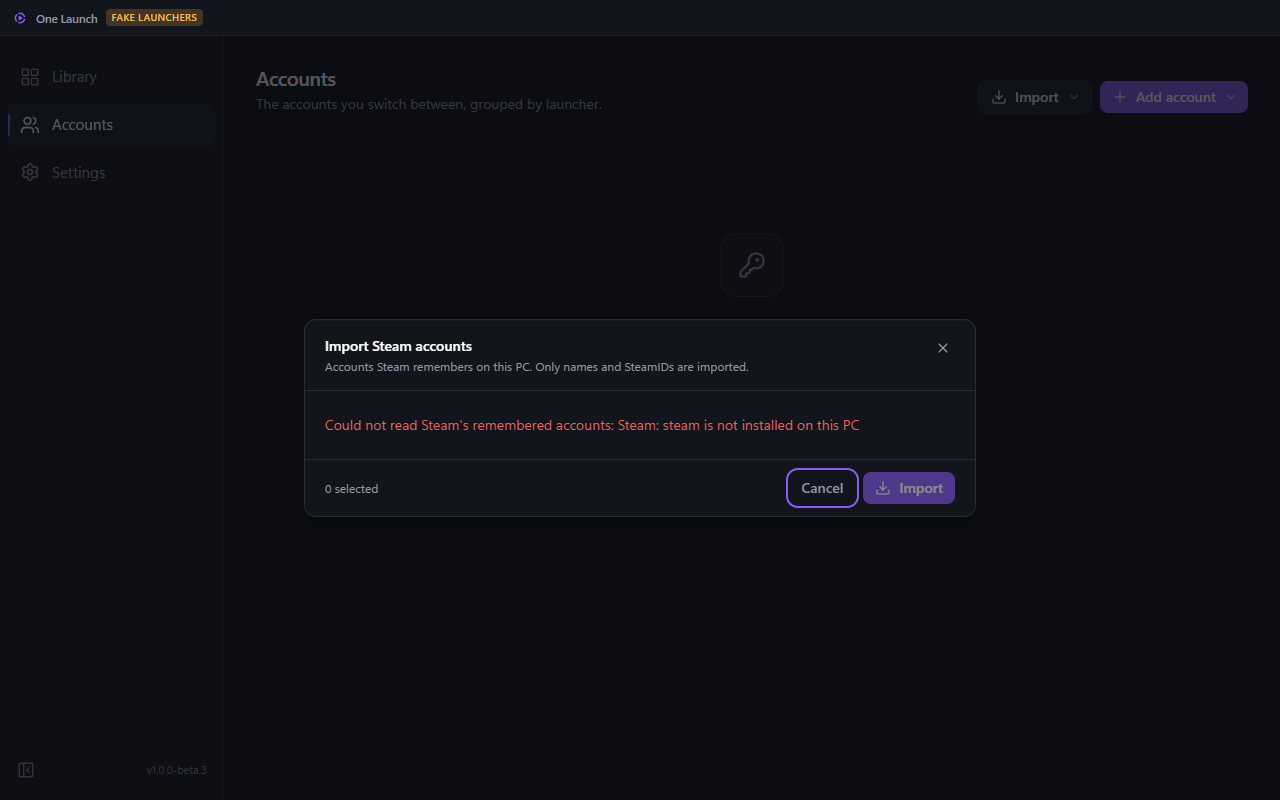 One Launch FAKE LAUNCHERS
Library
Accounts
Settings
Accounts
The accounts you switch between, grouped by launcher.
Import
Add account
Import Steam accounts
Accounts Steam remembers on this PC. Only names and SteamIDs are imported.
Could not read Steam's remembered accounts: Steam: steam is not installed on this PC
0 selected
Cancel
Import
v1.0.0-beta.3